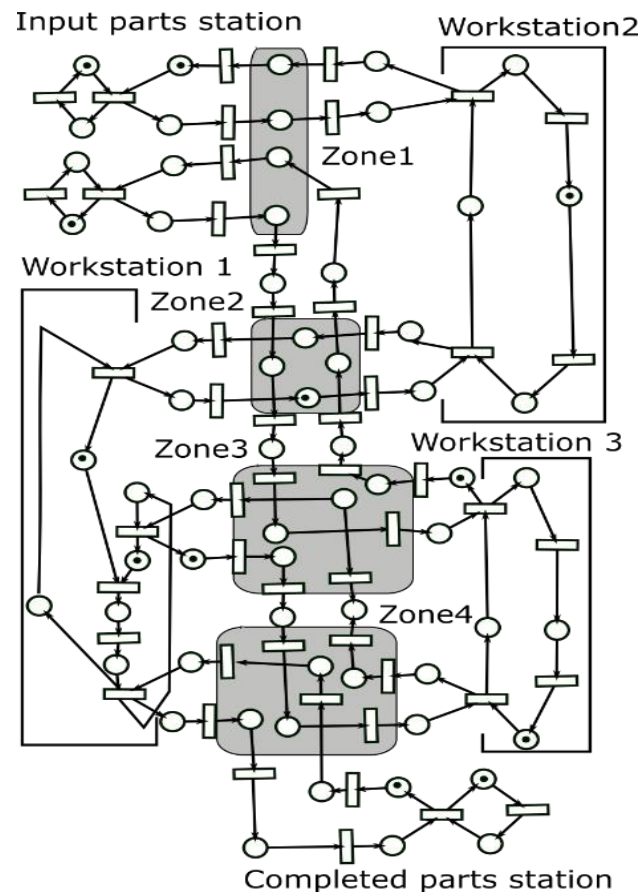 Input parts station
Workstation2
Zone1
Workstation 1
Zone2
Zone3
Workstation 3
Zone4
Completed parts station